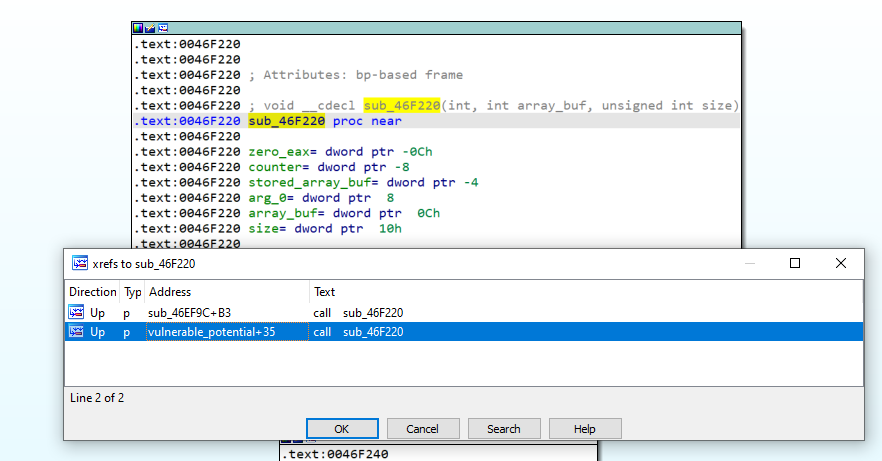 .text:0046F220
.text:0046F220
.text:0046F220 ; Attributes: bp-based frame
.text:0046F220
.text:0046F220 ; void __cdecl sub_46F220(int, int array_buf, unsigned int size)
.text:0046F220 sub_46F220 proc near
.text:0046F220
.text:0046F220 zero_eax= dword ptr -0Ch
.text:0046F220 counter= dword ptr -8
.text:0046F220 stored_array_buf= dword ptr -4
.text:0046F220 arg_0= dword ptr  8
.text:0046F220 array_buf= dword ptr  0Ch
.text:0046F220 size= dword ptr  10h
.text:0046F220
xrefs to sub_46F220
Direction Typ Address Text
Up p sub_46EF9C+B3 call sub_46F220
Up p vulnerable_potential+35 call sub_46F220
Line 2 of 2
OK Cancel Search Help
.text:0046F240